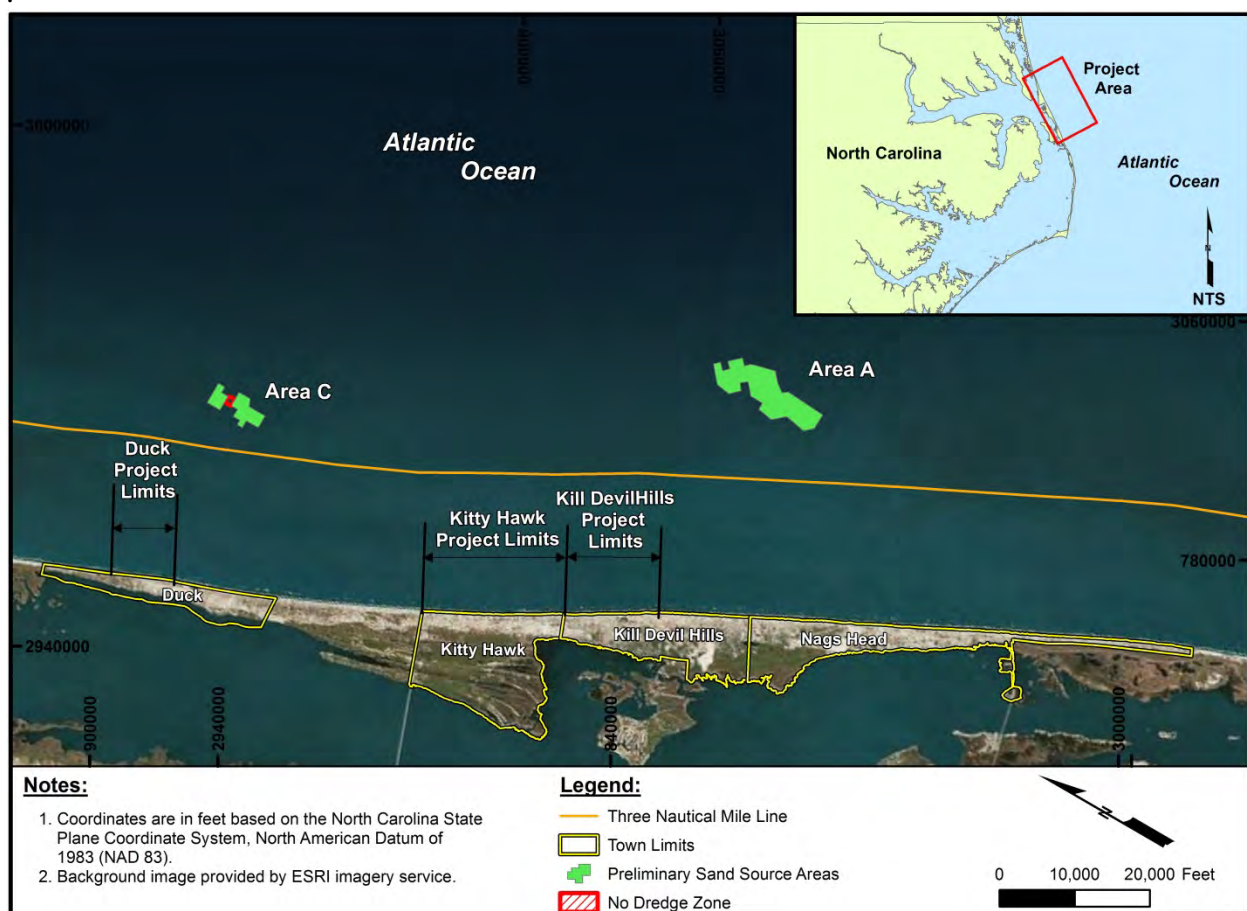 Atlantic
Ocean
Project
Area
North Carolina
Atlantic
Ocean
N
NTS
3060000
Area C
Area A
Duck
Project
Limits
Kitty Hawk
Project Limits
Kill DevilHills
Project
Limits
780000
Duck
Kitty Hawk
Kill Devil Hills
Nags Head
2940000
900000
2940000
840000
3000000
Notes:
1. Coordinates are in feet based on the North Carolina State
Plane Coordinate System, North American Datum of
1983 (NAD 83).
2. Background image provided by ESRI imagery service.
Legend:
Three Nautical Mile Line
Town Limits
Preliminary Sand Source Areas
No Dredge Zone
N
0 10,000 20,000 Feet